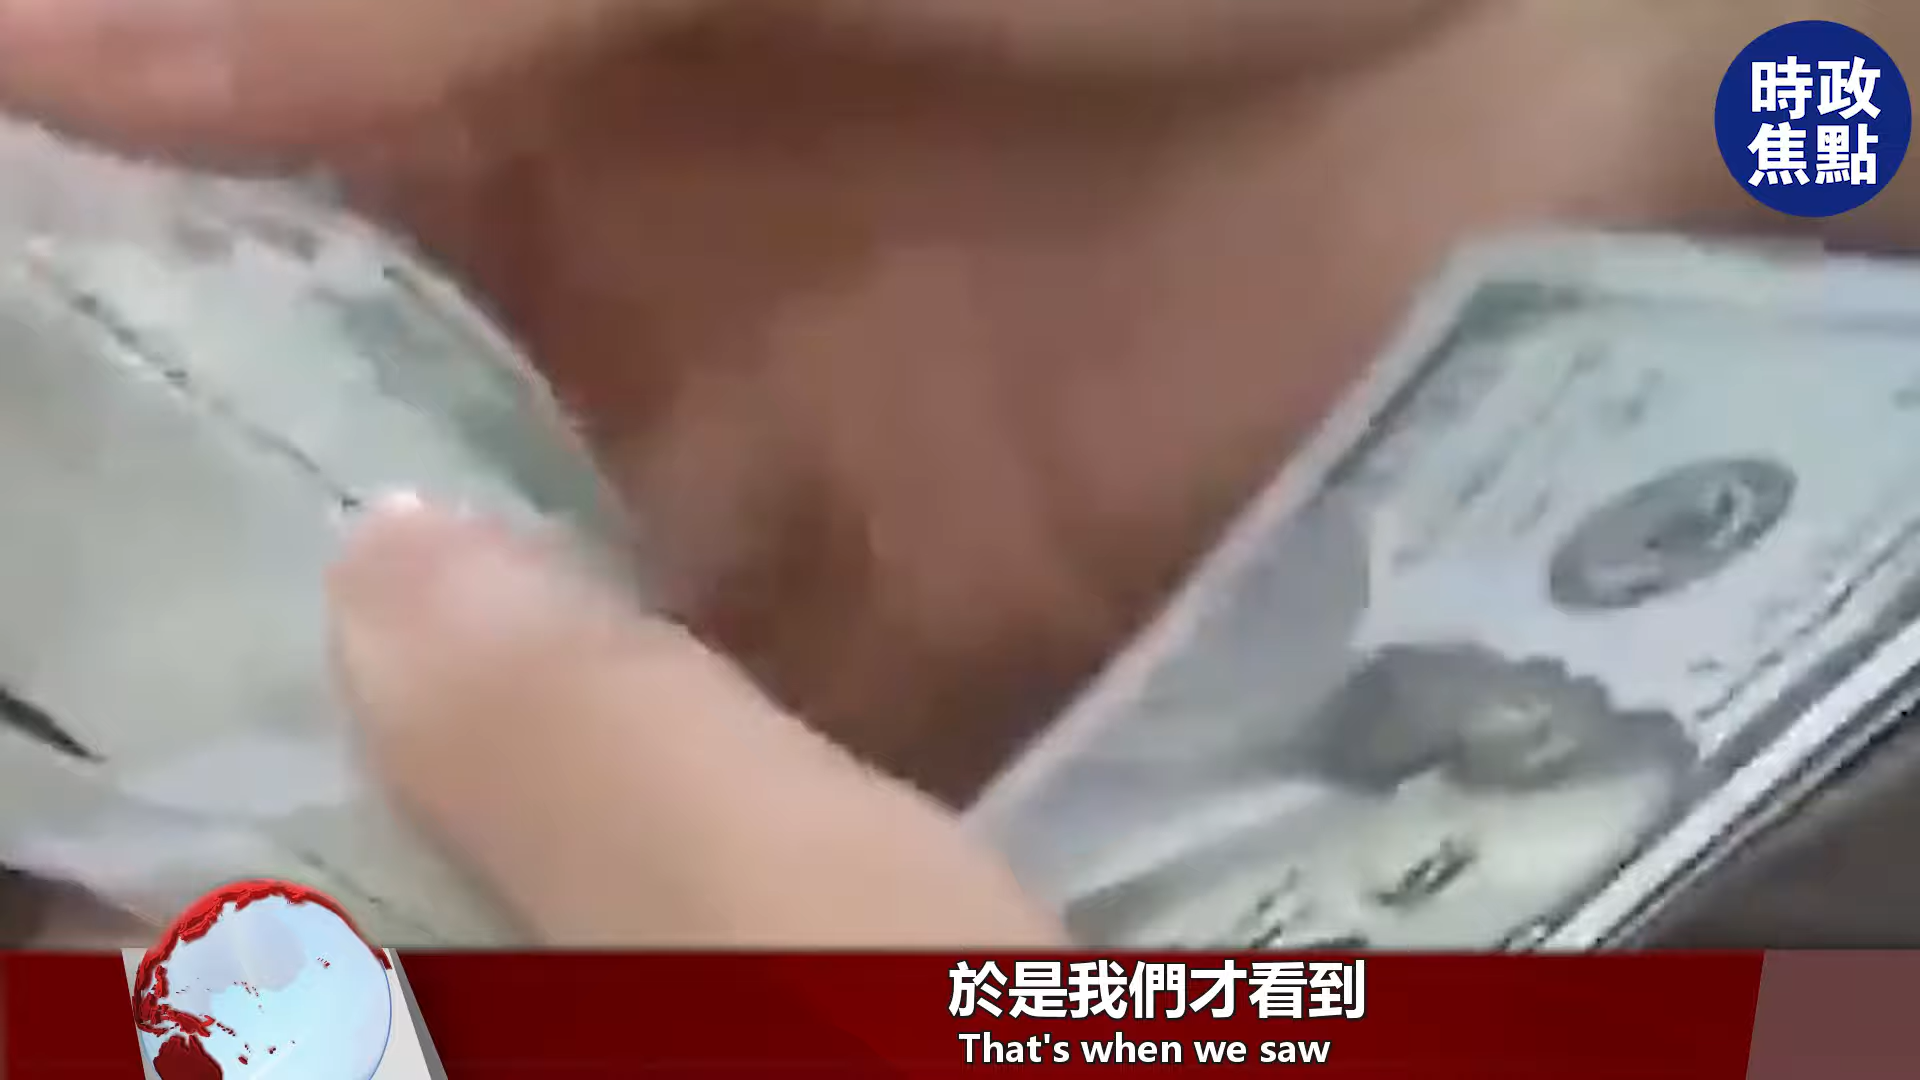 時政
焦點
於是我們才看到
That's when we saw